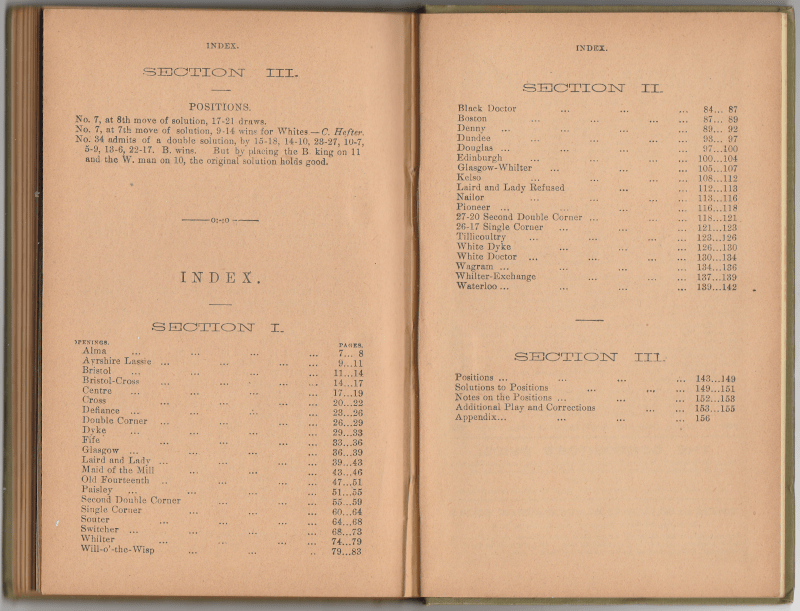 INDEX.
SECTION III.
POSITIONS.
No. 7, at 8th move of solution, 17-21 draws.
No. 7, at 7th move of solution, 9-14 wins for Whites.—C. Hefter.
No. 34 admits of a double solution, by 15-18, 14-10, 23-27, 10-7,
5-9, 13-6, 22-17. B. wins. But by placing the B. king on 11
and the W. man on 10, the original solution holds good.
INDEX.
SECTION I.
OPENINGS. PAGES.
Alma ... ... ... ... 7... 8
Ayrshire Lassie ... ... ... ... 9...11
Bristol ... ... ... ... 11...14
Bristol-Cross ... ... ... 14...17
Centre ... ... ... ... 17...19
Cross ... ... ... ... 20...22
Defiance ... ... ... ... 23...26
Double Corner ... ... ... ... 26...29
Dyke ... ... ... ... 29...33
Fife ... ... ... ... 33...36
Glasgow ... ... ... ... 36...39
Laird and Lady ... ... ... ... 39...43
Maid of the Mill ... ... ... 43...46
Old Fourteenth .. ... ... ... 47...51
Paisley ... ... ... ... 51...55
Second Double Corner ... ... ... 55...59
Single Corner ... ... ... 60...64
Souter ... ... ... ... 64...68
Switcher ... ... ... ... 68...73
Whilter ... ... ... ... 74...79
Will-o'-the-Wisp ... ... .. 79...83
INDEX.
SECTION II.
Black Doctor ... ... ... 84... 87
Boston ... ... ... 87... 89
Denny ... ... ... ... 89... 92
Dundee ... ... ... 93... 97
Douglas ... ... ... ... 97...100
Edinburgh ... ... ... 100...104
Glasgow-Whilter ... ... ... 105...107
Kelso ... ... ... 108...112
Laird and Lady Refused ... ... 112...113
Nailor ... ... ... 113...116
Pioneer ... ... ... ... 116...118
27-20 Second Double Corner ... ... ... 118...121
26-17 Single Corner ... ... ... 121...123
Tillicoultry ... ... ... 123...126
White Dyke ... ... ... 126...130
White Doctor ... ... ... ... 130...134
Wagram ... ... ... ... 134...136
Whilter-Exchange ... ... ... 137...139
Waterloo ... ... ... ... 139...142
SECTION III.
Positions ... ... ... ... 143...149
Solutions to Positions ... ... ... 149...151
Notes on the Positions ... ... ... 152...153
Additional Play and Corrections ... ... 153...155
Appendix... ... ... ... 156